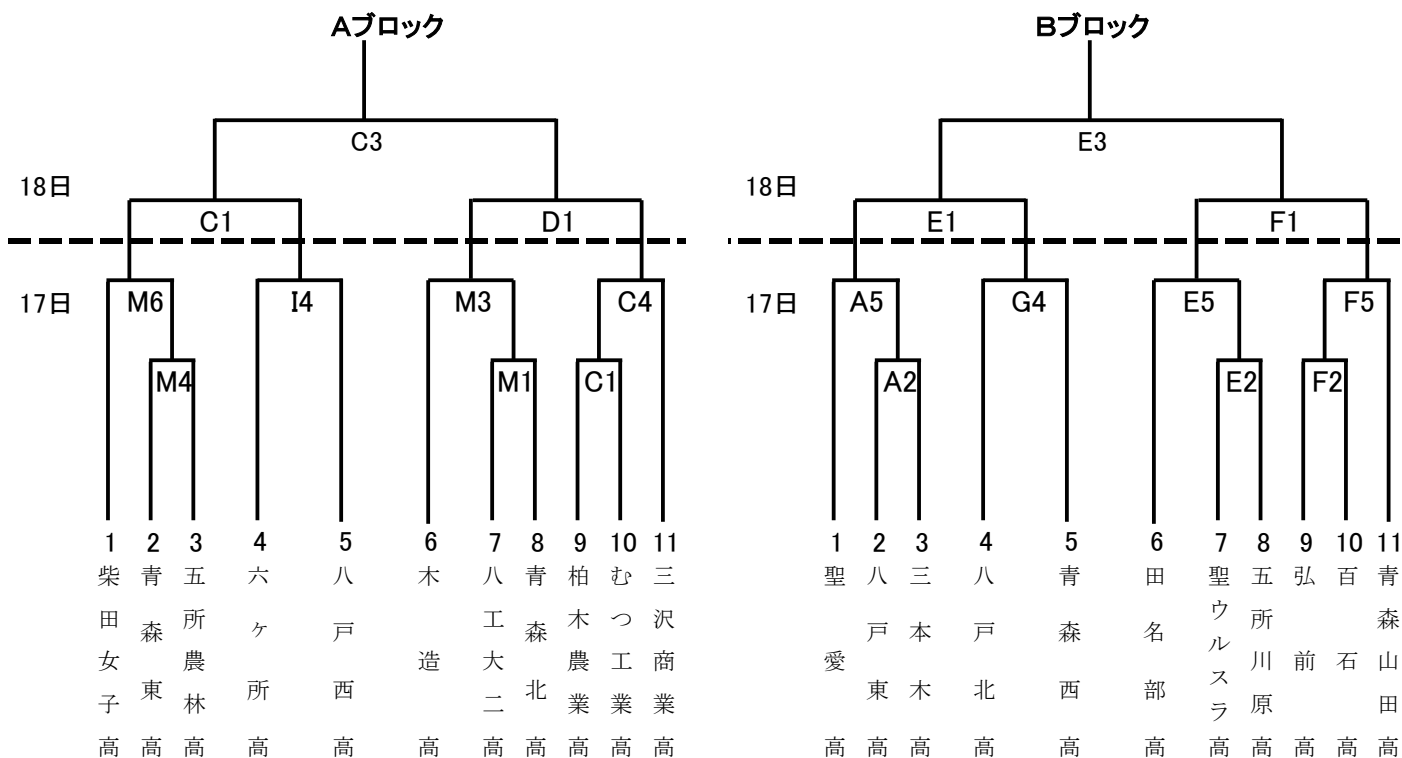 Aブロック Bブロック
C3 E3
18日 18日
C1 D1 E1 F1
17日 M6 I4 M3 C4 17日 A5 G4 E5 F5
M4 M1 C1 A2 E2 F2
1 2 3 4 5 6 7 8 9 10 11 1 2 3 4 5 6 7 8 9 10 11
柴田女子高
青森東高
五所農林高
六ケ所高
八戸西高
木造高
八工大二高
青森北高
柏木農業高
むつ工業高
三沢商業高
聖愛高
八戸東高
三本木高
八戸北高
青森西高
田名部高
聖ウルスラ高
五所川原高
弘前高
百石高
青森山田高